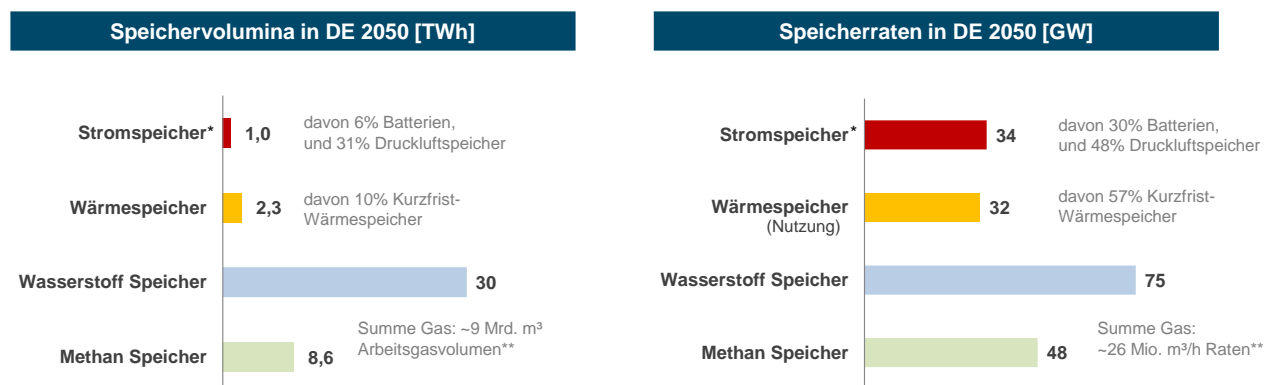 Speichervolumina in DE 2050 [TWh]
Stromspeicher*
1,0
davon 6% Batterien,
und 31% Druckluftspeicher
Wärmespeicher
2,3
davon 10% Kurzfrist-
Wärmespeicher
Wasserstoff Speicher
30
Methan Speicher
8,6
Summe Gas: ~9 Mrd. m³
Arbeitsgasvolumen**
Speicherraten in DE 2050 [GW]
Stromspeicher*
34
davon 30% Batterien,
und 48% Druckluftspeicher
Wärmespeicher
(Nutzung)
32
davon 57% Kurzfrist-
Wärmespeicher
Wasserstoff Speicher
75
Methan Speicher
48
Summe Gas:
~26 Mio. m³/h Raten**